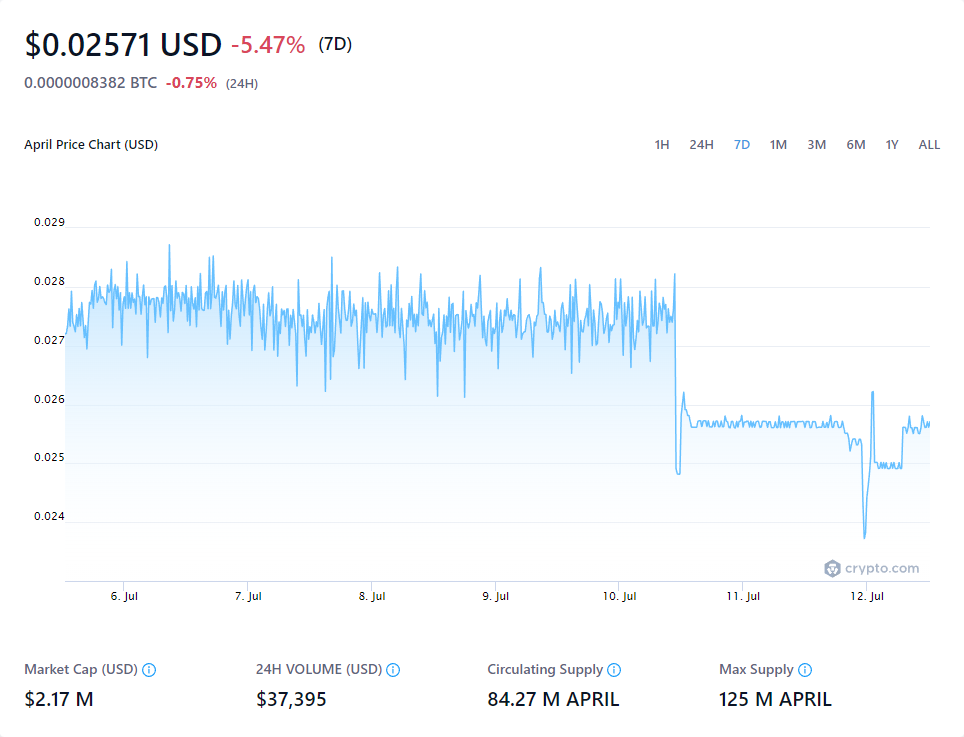 $0.02571 USD -5.47% (7D)
0.0000008382 BTC -0.75% (24H)
April Price Chart (USD)
1H 24H 7D 1M 3M 6M 1Y ALL
0.029
0.028
0.027
0.026
0.025
0.024
crypto.com
6. Jul 7. Jul 8. Jul 9. Jul 10. Jul 11. Jul 12. Jul
Market Cap (USD) 24H VOLUME (USD) Circulating Supply Max Supply
$2.17 M $37,395 84.27 M APRIL 125 M APRIL